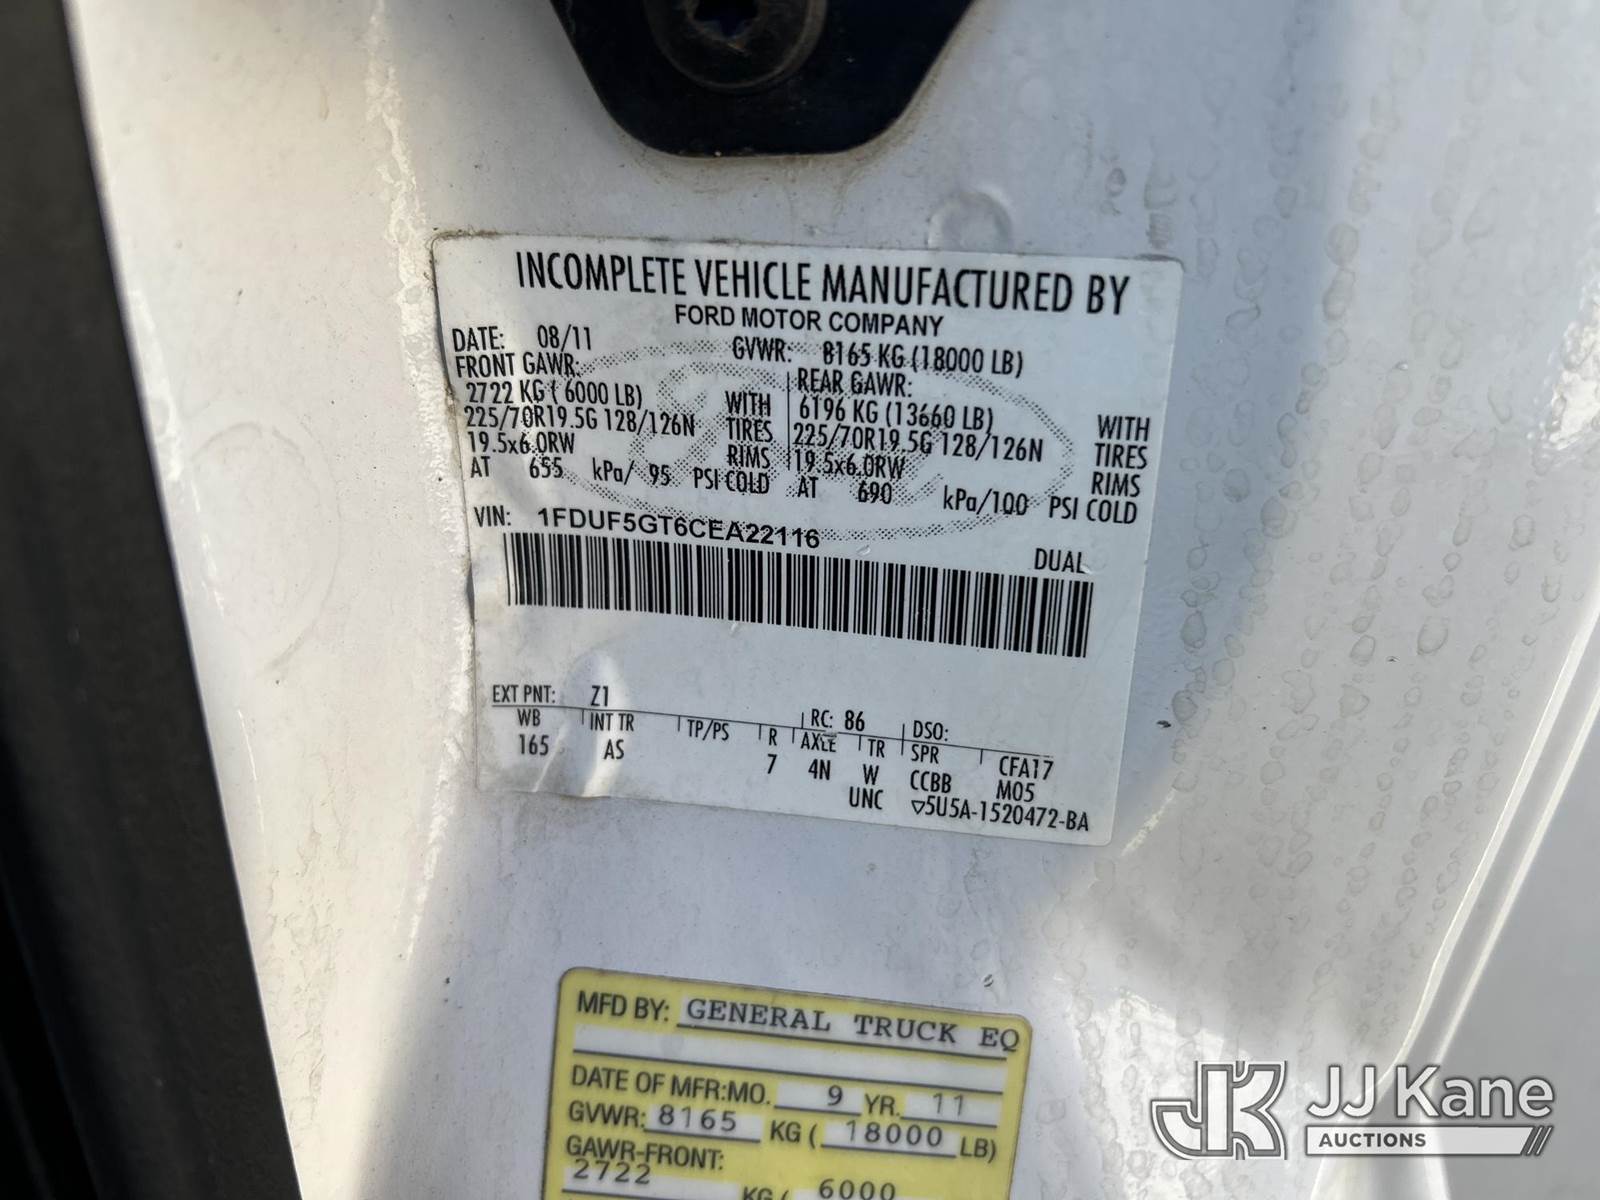 INCOMPLETE VEHICLE MANUFACTURED BY
FORD MOTOR COMPANY
DATE: 08/11 GVWR: 8165 KG (18000 LB)
FRONT GAWR: REAR GAWR:
2722 KG ( 6000 LB) WITH 6196 KG (13660 LB) WITH
225/70R19.5G 128/126N TIRES 225/70R19.5G 128/126N TIRES
19.5x6.0RW RIMS 19.5x6.0RW RIMS
AT 655 kPa/ 95 PSI COLD AT 690 kPa/100 PSI COLD
VIN: 1FDUF5GT6CEA22116
DUAL
EXT PNT: Z1 RC: 86 DSO:
WB INT TR TP/PS R AXLE TR SPR CFA17
165 AS 7 4N W CCBB M05
UNC ▽5U5A-1520472-BA
MFD BY: GENERAL TRUCK EQ
DATE OF MFR:MO. 9 YR. 11
GVWR: 8165 KG ( 18000 LB)
GAWR-FRONT:
2722 KG ( 6000
JK JJ Kane
AUCTIONS